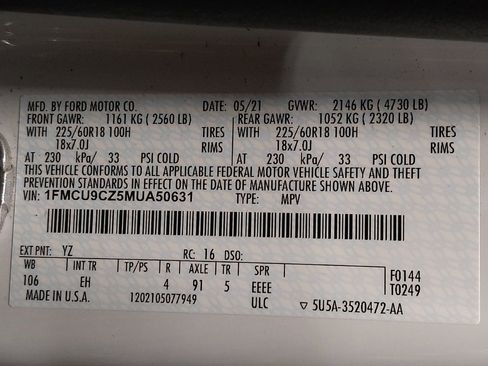 MFD. BY FORD MOTOR CO. DATE: 05/21 GVWR: 2146 KG ( 4730 LB)
FRONT GAWR: 1161 KG ( 2560 LB) REAR GAWR: 1052 KG ( 2320 LB)
WITH 225/60R18 100H TIRES WITH 225/60R18 100H TIRES
18x7.0J RIMS 18x7.0J RIMS
AT 230 kPa/ 33 PSI COLD AT 230 kPa/ 33 PSI COLD
THIS VEHICLE CONFORMS TO ALL APPLICABLE FEDERAL MOTOR VEHICLE SAFETY AND THEFT
PREVENTION STANDARDS IN EFFECT ON THE DATE OF MANUFACTURE SHOWN ABOVE.
VIN: 1FMCU9CZ5MUA50631 TYPE: MPV
EXT PNT: YZ RC: 16 DSO:
WB INT TR TP/PS R AXLE TR SPR F0144
106 EH 4 91 5 EEEE T0249
MADE IN U.S.A. 1202105077949 ULC ▽ 5U5A-3520472-AA